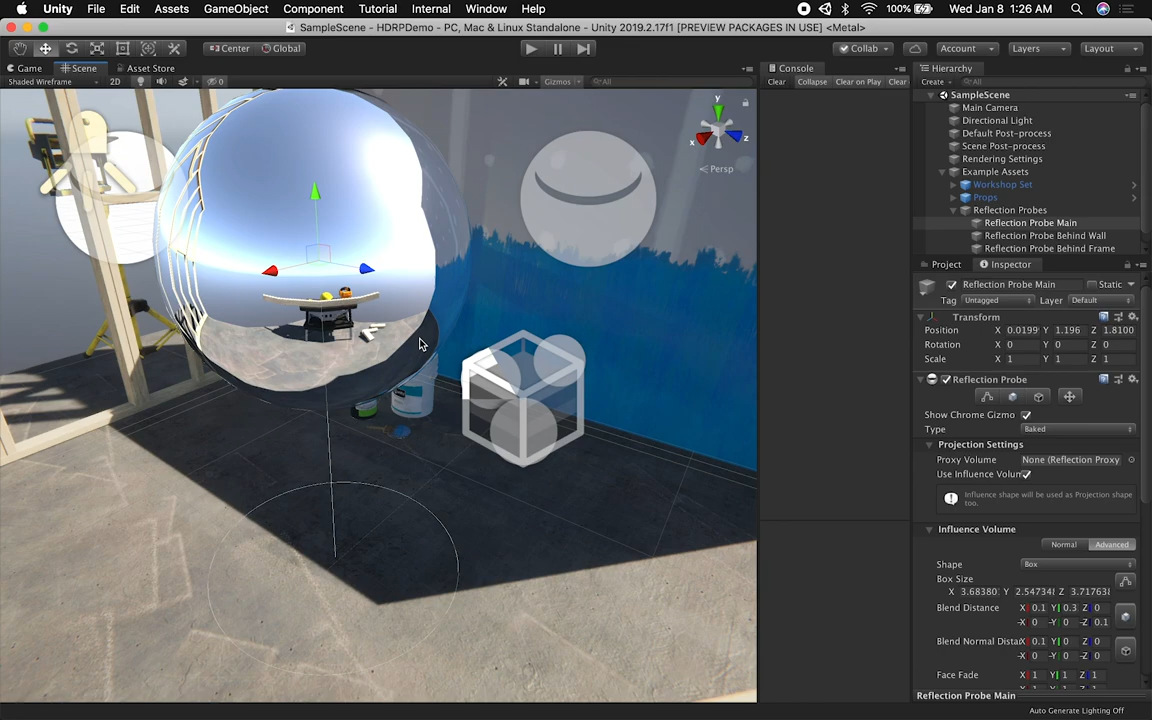 Unity File Edit Assets GameObject Component Tutorial Internal Window Help 100% Wed Jan 8 1:26 AM
SampleScene - HDRPDemo - PC, Mac & Linux Standalone - Unity 2019.2.17f1 [PREVIEW PACKAGES IN USE] <Metal>
Center Global Collab Account Layers Layout
Game Scene Asset Store Console Hierarchy
Shaded Wireframe 2D 0 Gizmos All Clear Collapse Clear on Play Clear Create All
SampleScene
Main Camera
Directional Light
Default Post-process
Scene Post-process
Rendering Settings
Example Assets
Workshop Set
Props
Reflection Probes
Reflection Probe Main
Reflection Probe Behind Wall
Reflection Probe Behind Frame
y
x
z
Persp
Project Inspector
Reflection Probe Main Static
Tag Untagged Layer Default
Transform
Position X 0.0199 Y 1.196 Z 1.8100
Rotation X 0 Y 0 Z 0
Scale X 1 Y 1 Z 1
Reflection Probe
Show Chrome Gizmo
Type Baked
Projection Settings
Proxy Volume None (Reflection Proxy
Use Influence Volum
Influence shape will be used as Projection shape
too.
Influence Volume
Normal Advanced
Shape Box
Box Size
X 3.68380 Y 2.54734 Z 3.71763
Blend Distance X 0.1 Y 0.3 Z 0
-X 0 -Y 0 -Z 0.1
Blend Normal Dista X 0.1 Y 0 Z 0
-X 0 -Y 0 -Z 0
Face Fade X 1 Y 1 Z 1
Reflection Probe Main
Auto Generate Lighting Off